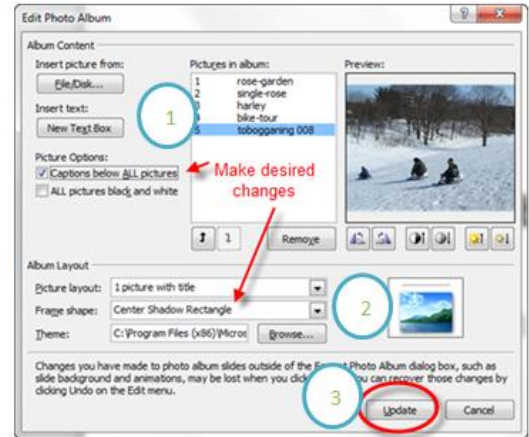 Edit Photo Album
Album Content
Insert picture from:
File/Disk...
Insert text:
New Text Box
Picture Options:
Captions below ALL pictures
ALL pictures black and white
Pictures in album:
1 rose-garden
2 single-rose
3 harley
4 bike-tour
5 tobogganing 008
Preview:
1
Make desired
changes
Remove
Album Layout
Picture layout: 1 picture with title
Frame shape: Center Shadow Rectangle
Theme: C:\Program Files (x86)\Micros
Browse...
2
Changes you have made to photo album slides outside of the Format Photo Album dialog box, such as
slide background and animations, may be lost when you click you can recover those changes by
clicking Undo on the Edit menu.
3
Update
Cancel